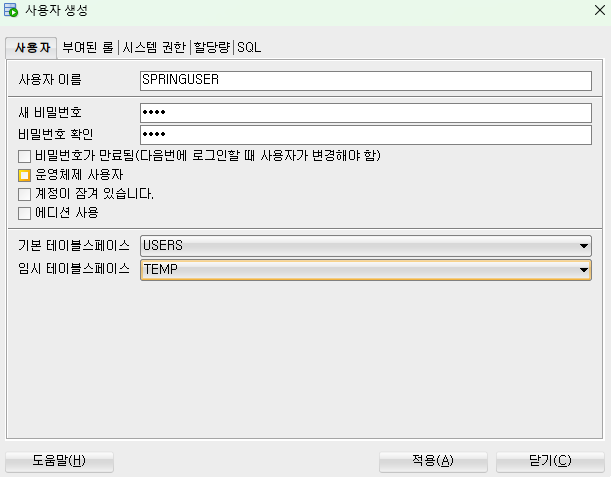 사용자 생성
사용자 부여된 롤 시스템 권한 할당량 SQL
사용자 이름 SPRINGUSER
새 비밀번호 ••••
비밀번호 확인 ••••
비밀번호가 만료됨(다음번에 로그인할 때 사용자가 변경해야 함)
운영체제 사용자
계정이 잠겨 있습니다.
에디션 사용
기본 테이블스페이스 USERS
임시 테이블스페이스 TEMP
도움말(H) 적용(A) 닫기(C)